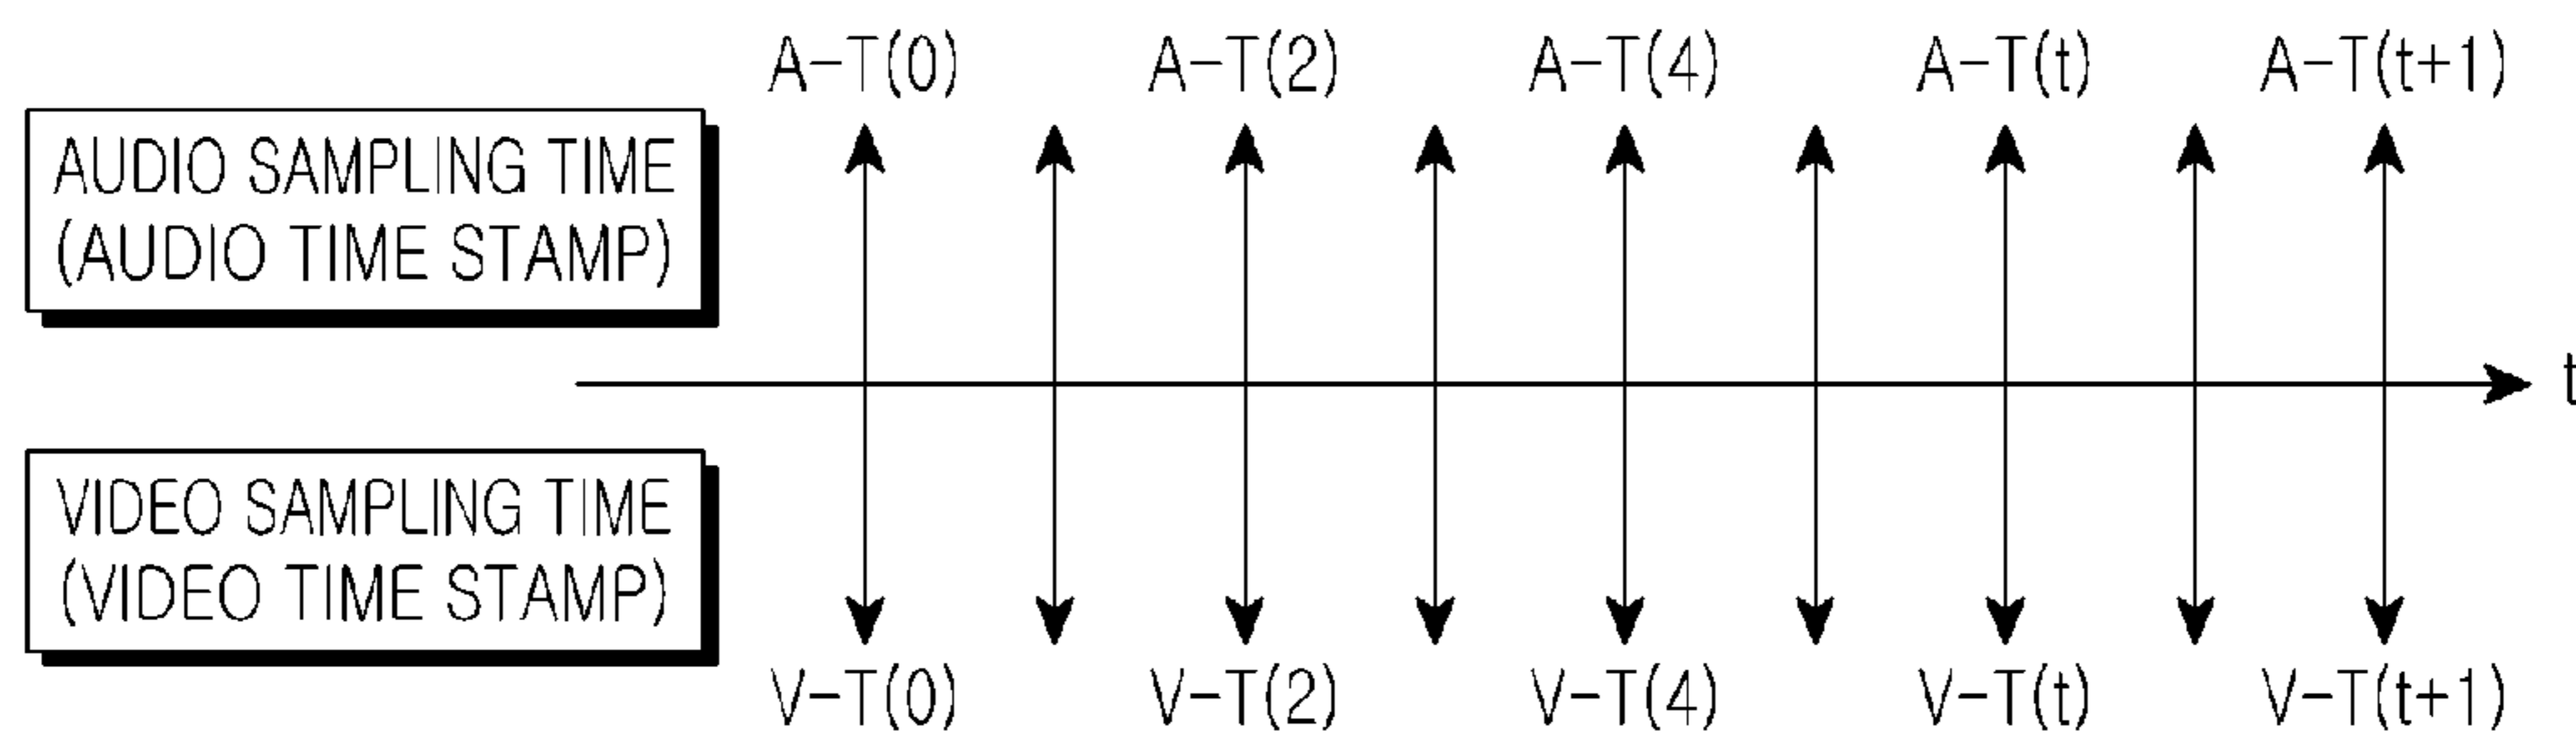 A-T(0) A-T(2) A-T(4) A-T(t) A-T(t+1)
AUDIO SAMPLING TIME
(AUDIO TIME STAMP)
t
VIDEO SAMPLING TIME
(VIDEO TIME STAMP)
V-T(0) V-T(2) V-T(4) V-T(t) V-T(t+1)